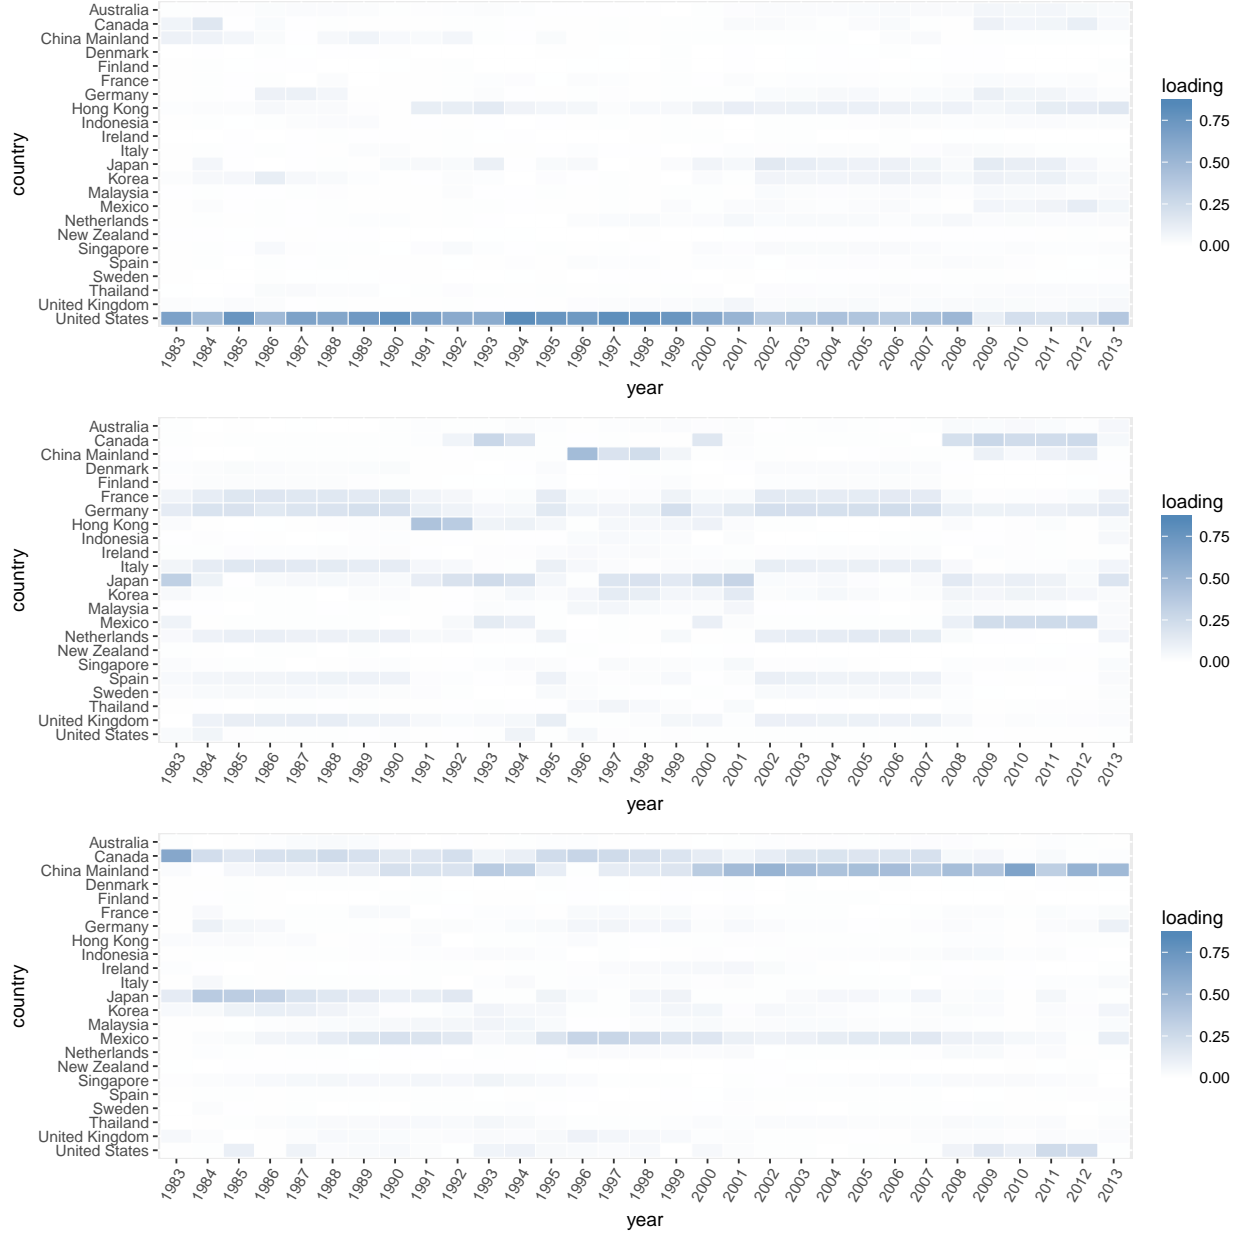 Australia
Canada
China Mainland
Denmark
Finland
France
Germany
Hong Kong
Indonesia
Ireland
Italy
Japan
Korea
Malaysia
Mexico
Netherlands
New Zealand
Singapore
Spain
Sweden
Thailand
United Kingdom
United States
country
1983 1984 1985 1986 1987 1988 1989 1990 1991 1992 1993 1994 1995 1996 1997 1998 1999 2000 2001 2002 2003 2004 2005 2006 2007 2008 2009 2010 2011 2012 2013
year
loading
0.75
0.50
0.25
0.00
Australia
Canada
China Mainland
Denmark
Finland
France
Germany
Hong Kong
Indonesia
Ireland
Italy
Japan
Korea
Malaysia
Mexico
Netherlands
New Zealand
Singapore
Spain
Sweden
Thailand
United Kingdom
United States
country
1983 1984 1985 1986 1987 1988 1989 1990 1991 1992 1993 1994 1995 1996 1997 1998 1999 2000 2001 2002 2003 2004 2005 2006 2007 2008 2009 2010 2011 2012 2013
year
loading
0.75
0.50
0.25
0.00
Australia
Canada
China Mainland
Denmark
Finland
France
Germany
Hong Kong
Indonesia
Ireland
Italy
Japan
Korea
Malaysia
Mexico
Netherlands
New Zealand
Singapore
Spain
Sweden
Thailand
United Kingdom
United States
country
1983 1984 1985 1986 1987 1988 1989 1990 1991 1992 1993 1994 1995 1996 1997 1998 1999 2000 2001 2002 2003 2004 2005 2006 2007 2008 2009 2010 2011 2012 2013
year
loading
0.75
0.50
0.25
0.00